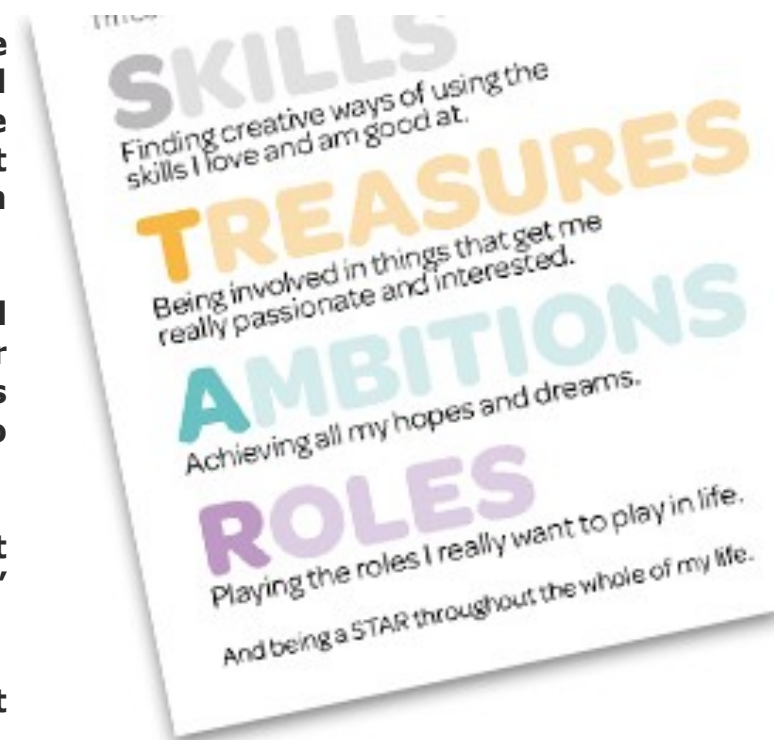 SKILLS
Finding creative ways of using the
skills I love and am good at.
TREASURES
Being involved in things that get me
really passionate and interested.
AMBITIONS
Achieving all my hopes and dreams.
ROLES
Playing the roles I really want to play in life.
And being a STAR throughout the whole of my life.